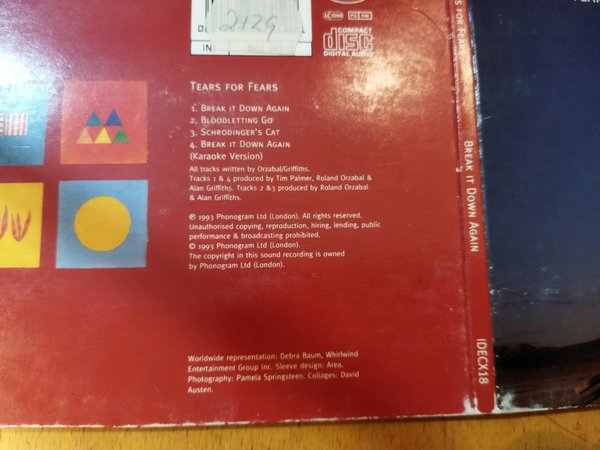 2129
COMPACT
disc
DIGITAL AUDIO
TEARS FOR FEARS
1. BREAK IT DOWN AGAIN
2. BLOODLETTING GO
3. SCHRODINGER'S CAT
4. BREAK IT DOWN AGAIN
(KARAOKE VERSION)
All tracks written by Orzabal/Griffiths.
Tracks 1 & 4 produced by Tim Palmer, Roland Orzabal &
Alan Griffiths. Tracks 2 &3 produced by Roland Orzabal
& Alan Griffiths.
℗ 1993 Phonogram Ltd (London). All rights reserved.
Unauthorised copying, reproduction, hiring, lending, public
performance & broadcasting prohibited.
© 1993 Phonogram Ltd (London).
The copyright in this sound recording is owned
by Phonogram Ltd (London).
Worldwide representation: Debra Baum, Whirlwind
Entertainment Group Inc. Sleeve design: Area.
Photography: Pamela Springsteen. Collages: David
Austen.
FOR FEARS
BREAK IT DOWN AGAIN
IDECX18